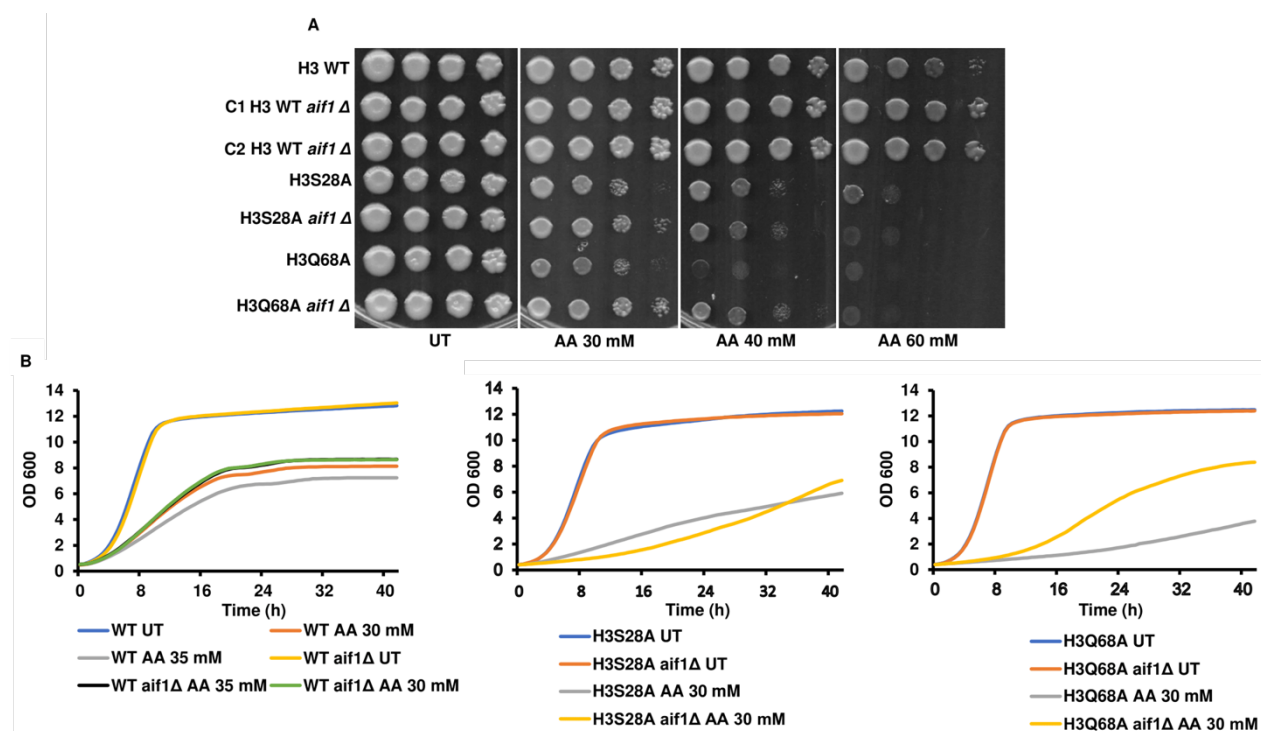 A
H3 WT
C1 H3 WT aif1 Δ
C2 H3 WT aif1 Δ
H3S28A
H3S28A aif1 Δ
H3Q68A
H3Q68A aif1 Δ
UT AA 30 mM AA 40 mM AA 60 mM
B
14
12
10
8
6
4
2
0
OD 600
0 8 16 24 32 40
Time (h)
WT UT WT AA 30 mM
WT AA 35 mM WT aif1Δ UT
WT aif1Δ AA 35 mM WT aif1Δ AA 30 mM
14
12
10
8
6
4
2
0
OD 600
0 8 16 24 32 40
Time (h)
H3S28A UT
H3S28A aif1Δ UT
H3S28A AA 30 mM
H3S28A aif1Δ AA 30 mM
14
12
10
8
6
4
2
0
OD 600
0 8 16 24 32 40
Time (h)
H3Q68A UT
H3Q68A aif1Δ UT
H3Q68A AA 30 mM
H3Q68A aif1Δ AA 30 mM